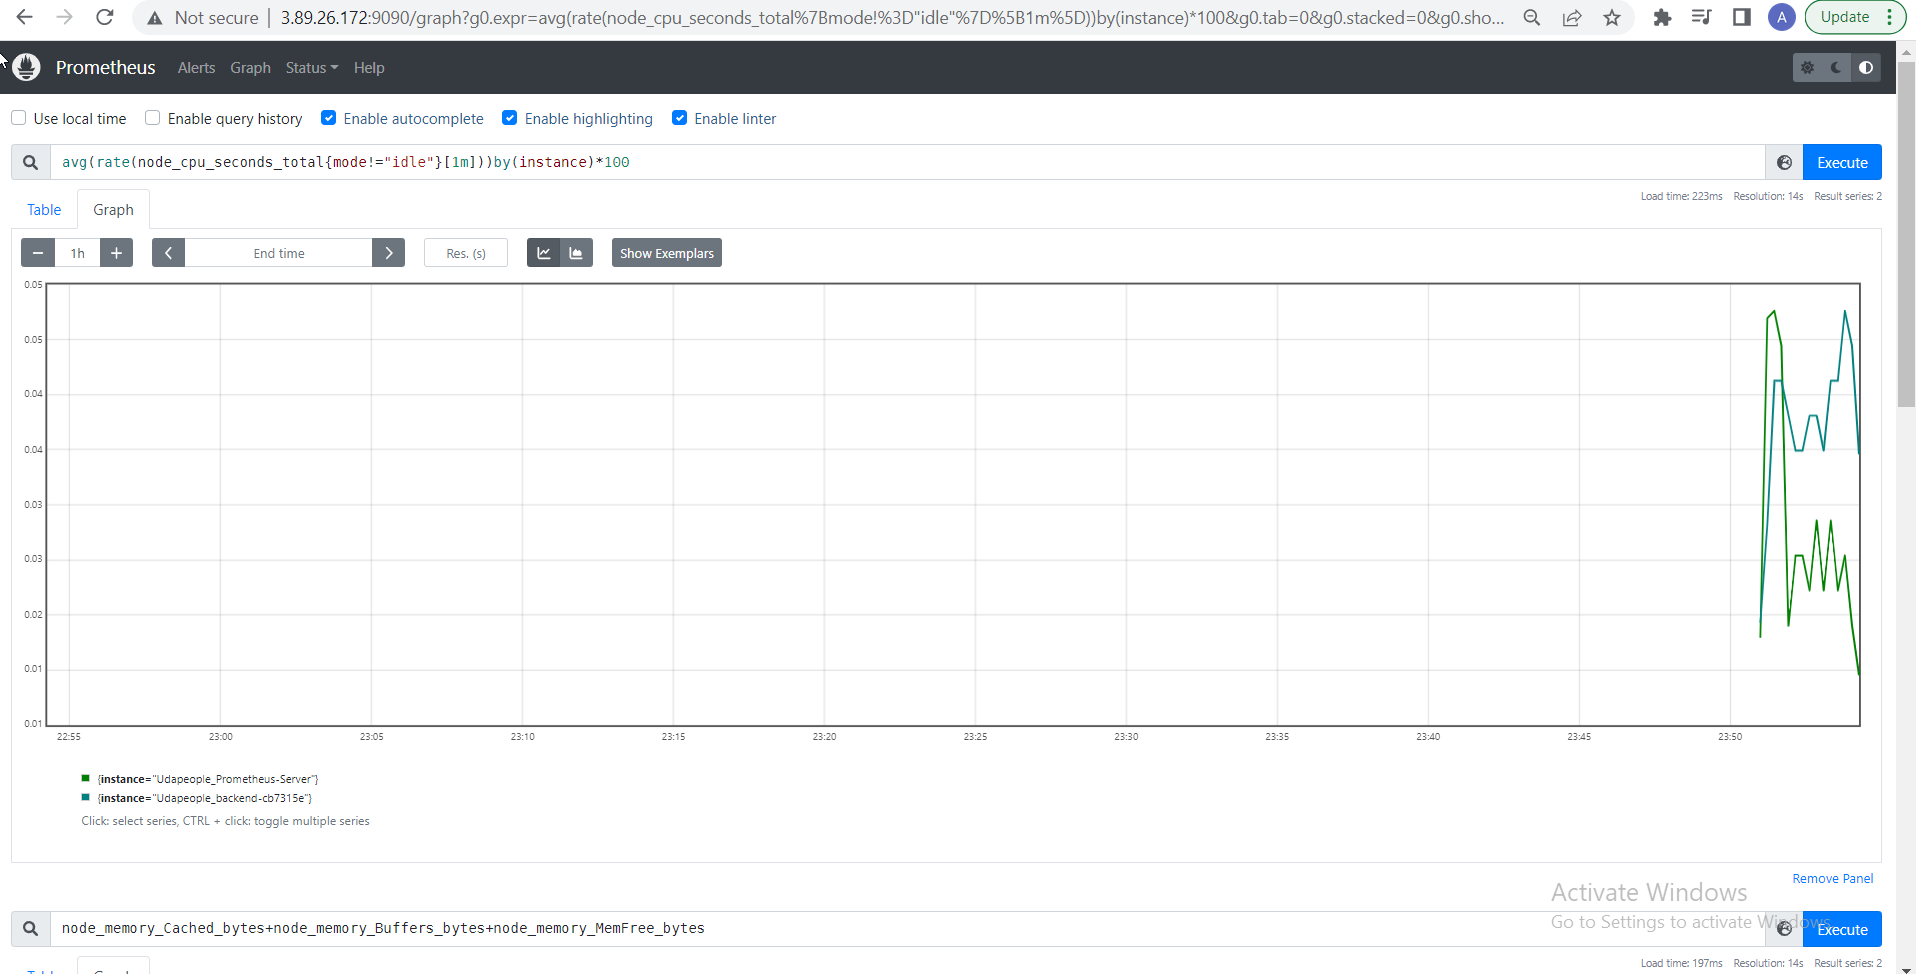 Not secure | 3.89.26.172:9090/graph?g0.expr=avg(rate(node_cpu_seconds_total%7Bmode!%3D"idle"%7D%5B1m%5D))by(instance)*100&g0.tab=0&g0.stacked=0&g0.sho... A Update
Prometheus Alerts Graph Status Help
Use local time Enable query history Enable autocomplete Enable highlighting Enable linter
avg(rate(node_cpu_seconds_total{mode!="idle"}[1m]))by(instance)*100 Execute
Load time: 223ms Resolution: 14s Result series: 2
Table Graph
− 1h + End time Res. (s) Show Exemplars
0.05
0.05
0.04
0.04
0.03
0.03
0.02
0.01
0.01
22:55 23:00 23:05 23:10 23:15 23:20 23:25 23:30 23:35 23:40 23:45 23:50
{instance="Udapeople_Prometheus-Server"}
{instance="Udapeople_backend-cb7315e"}
Click: select series, CTRL + click: toggle multiple series
Remove Panel
Activate Windows
Go to Settings to activate Windows.
node_memory_Cached_bytes+node_memory_Buffers_bytes+node_memory_MemFree_bytes Execute
Load time: 197ms Resolution: 14s Result series: 2